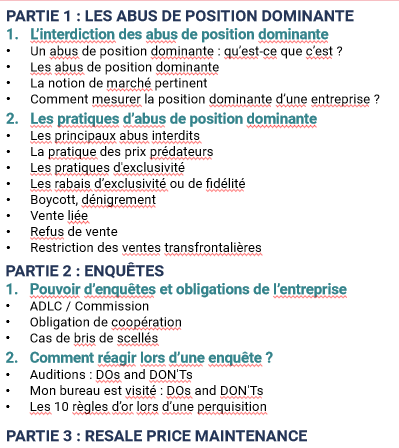 PARTIE 1 : LES ABUS DE POSITION DOMINANTE
1. L'interdiction des abus de position dominante
• Un abus de position dominante : qu'est-ce que c'est ?
• Les abus de position dominante
• La notion de marché pertinent
• Comment mesurer la position dominante d'une entreprise ?
2. Les pratiques d'abus de position dominante
• Les principaux abus interdits
• La pratique des prix prédateurs
• Les pratiques d'exclusivité
• Les rabais d'exclusivité ou de fidélité
• Boycott, dénigrement
• Vente liée
• Refus de vente
• Restriction des ventes transfrontalières
PARTIE 2 : ENQUÊTES
1. Pouvoir d'enquêtes et obligations de l'entreprise
• ADLC / Commission
• Obligation de coopération
• Cas de bris de scellés
2. Comment réagir lors d'une enquête ?
• Auditions : DOs and DON'Ts
• Mon bureau est visité : DOs and DON'Ts
• Les 10 règles d'or lors d'une perquisition
PARTIE 3 : RESALE PRICE MAINTENANCE